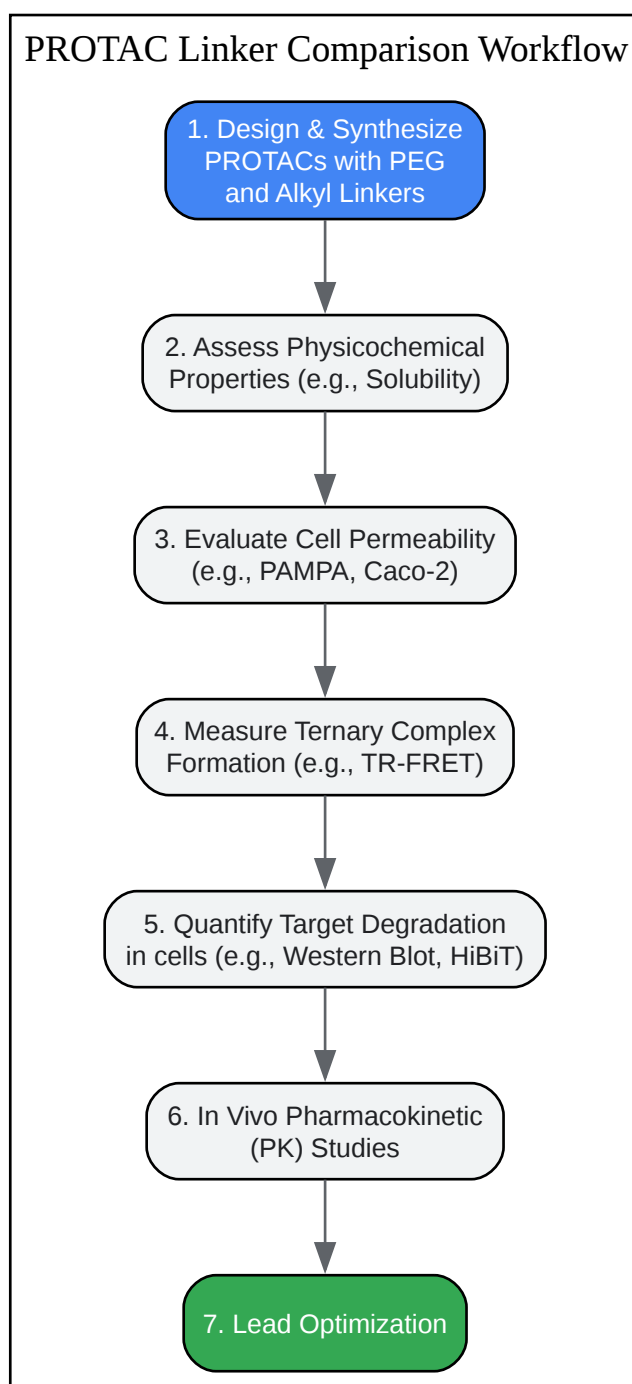 PROTAC Linker Comparison Workflow
1. Design & Synthesize
PROTACs with PEG
and Alkyl Linkers
2. Assess Physicochemical
Properties (e.g., Solubility)
3. Evaluate Cell Permeability
(e.g., PAMPA, Caco-2)
4. Measure Ternary Complex
Formation (e.g., TR-FRET)
5. Quantify Target Degradation
in cells (e.g., Western Blot, HiBiT)
6. In Vivo Pharmacokinetic
(PK) Studies
7. Lead Optimization